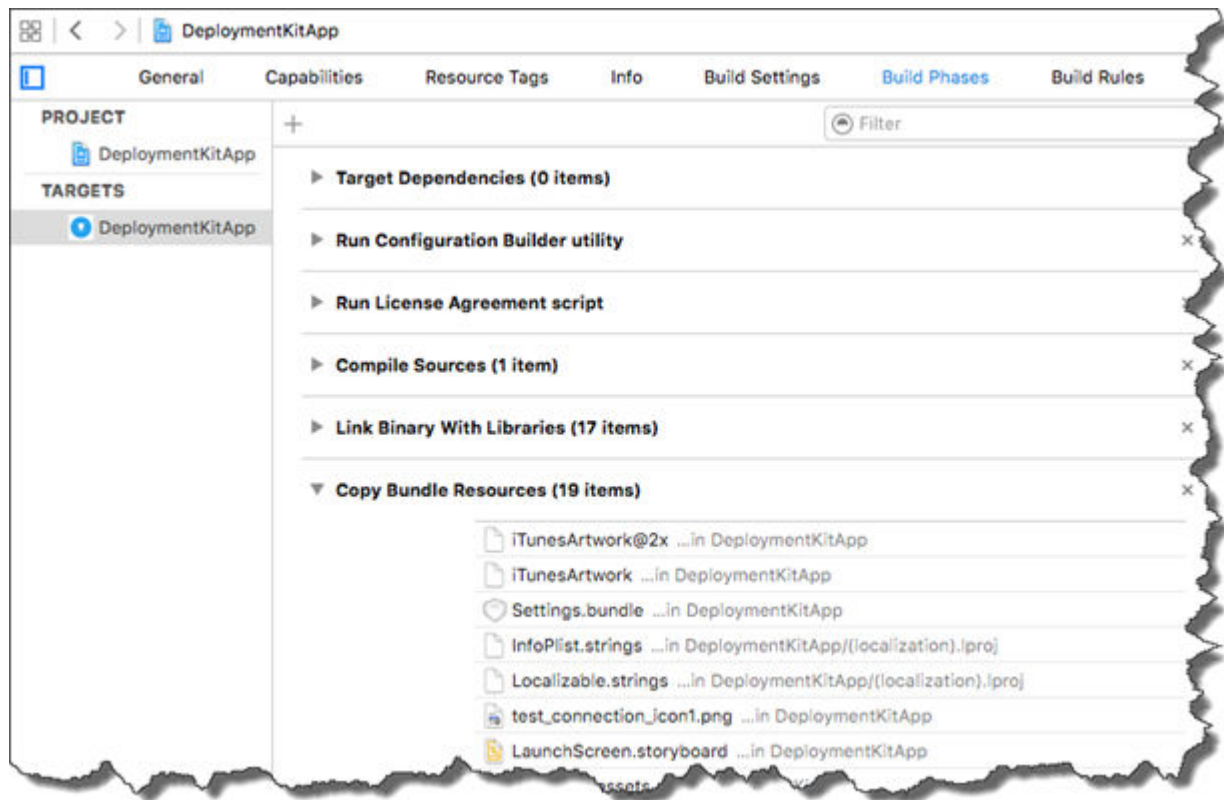 DeploymentKitApp
General Capabilities Resource Tags Info Build Settings Build Phases Build Rules
PROJECT
Filter
DeploymentKitApp
TARGETS
DeploymentKitApp
Target Dependencies (0 items)
Run Configuration Builder utility
Run License Agreement script
Compile Sources (1 item)
Link Binary With Libraries (17 items)
Copy Bundle Resources (19 items)
iTunesArtwork@2x ...in DeploymentKitApp
iTunesArtwork ...in DeploymentKitApp
Settings.bundle ...in DeploymentKitApp
InfoPlist.strings ...in DeploymentKitApp/(localization).lproj
Localizable.strings ...in DeploymentKitApp/(localization).lproj
test_connection_icon1.png ...in DeploymentKitApp
LaunchScreen.storyboard ...in DeploymentKitApp